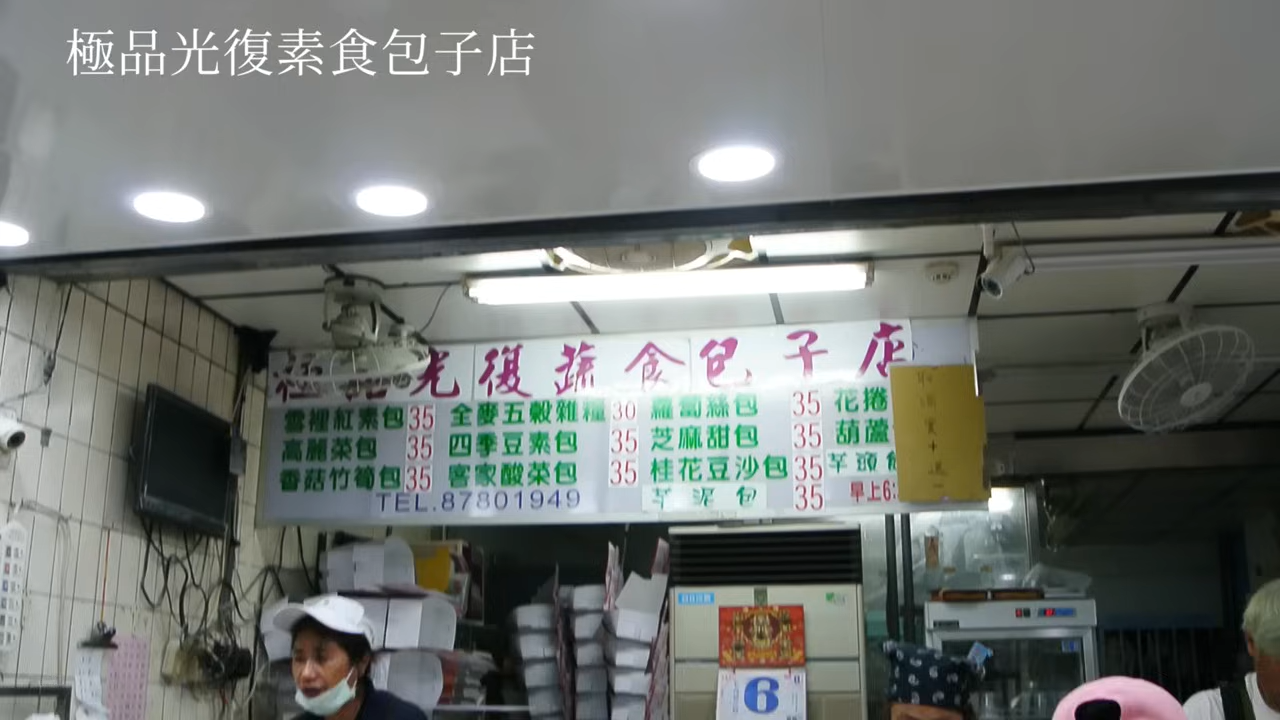 極品光復素食包子店
極品光復蔬食包子店
雪裡紅素包 35 全麥五穀雜糧 30 蘿蔔絲包 35 花捲
高麗菜包 35 四季豆素包 35 芝麻甜包 35 葫蘆
香菇竹筍包 35 客家酸菜包 35 桂花豆沙包 35 芋頭
TEL.87801949 芋泥包 35 早上6:
6